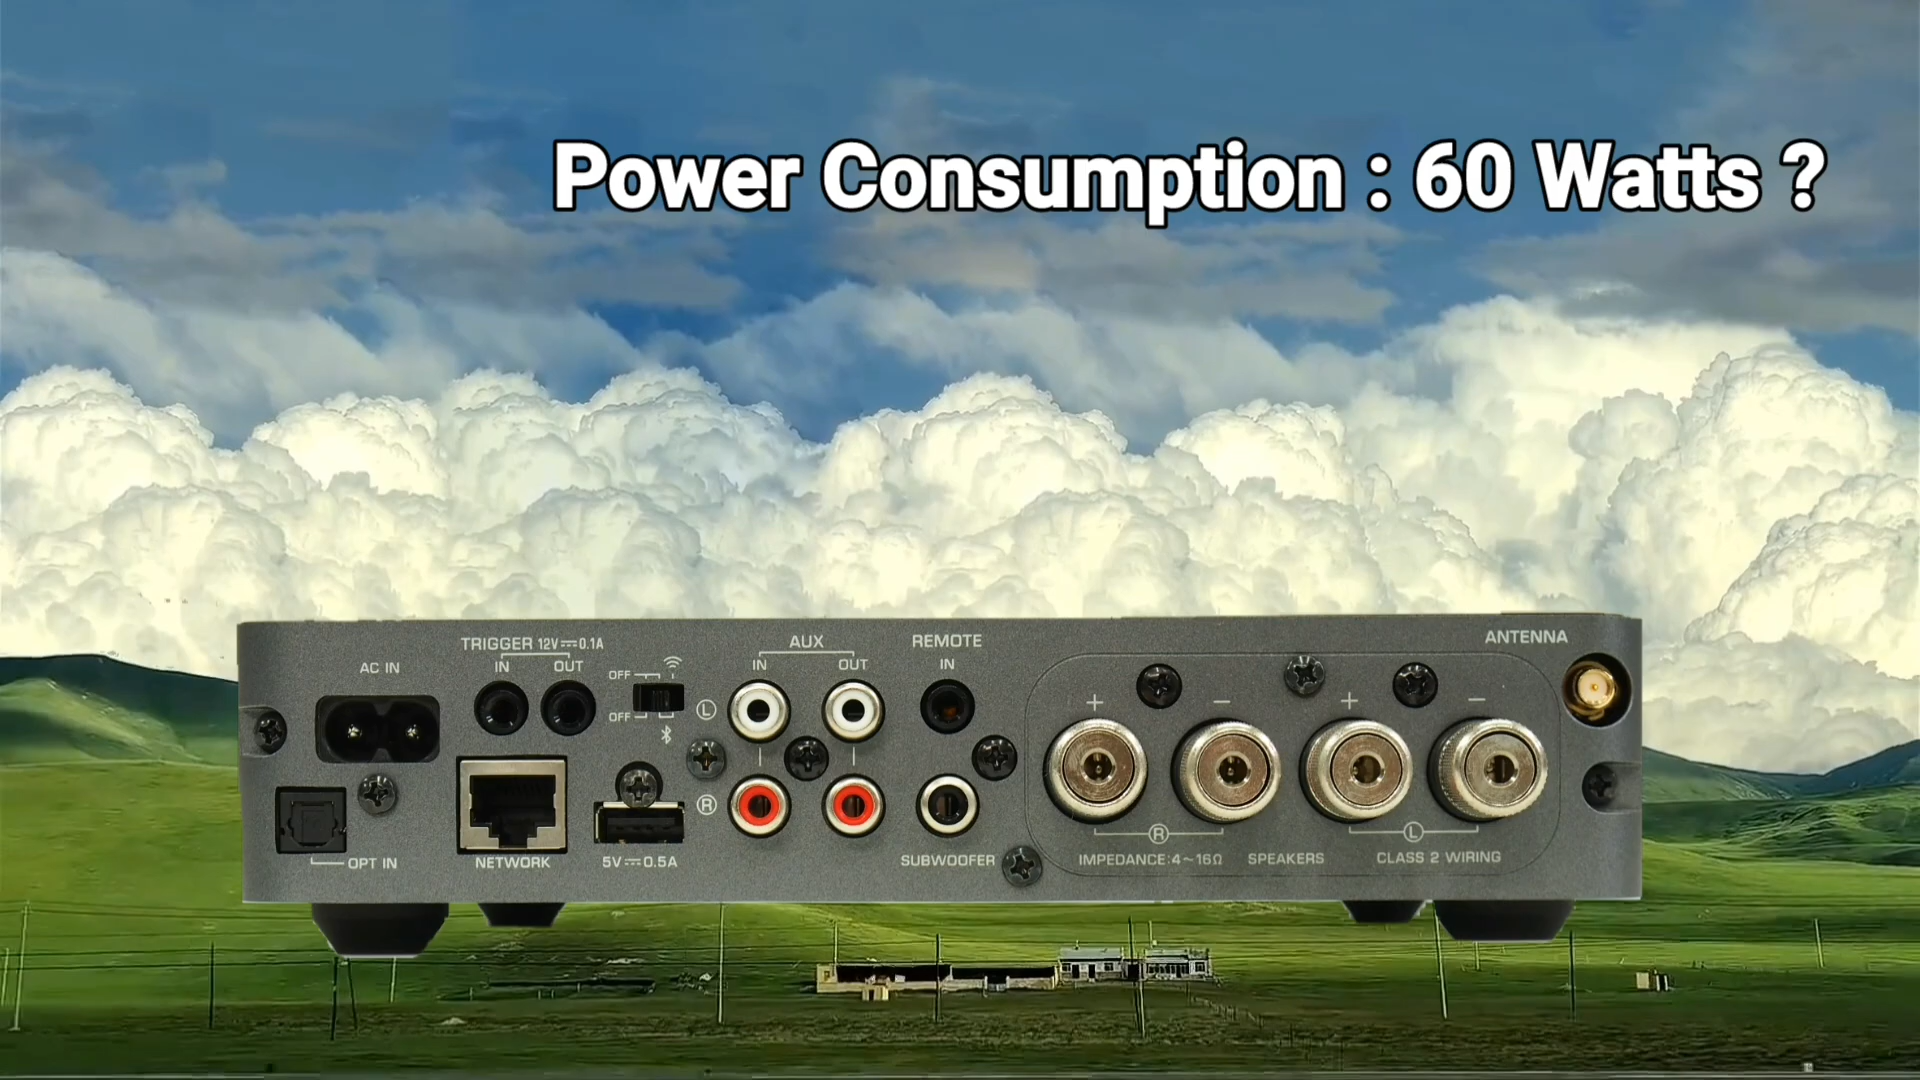 Power Consumption : 60 Watts ?
TRIGGER 12V⎓0.1A
AUX
REMOTE
ANTENNA
AC IN
IN
OUT
OFF
IN
OUT
IN
OFF
L
R
+
−
+
−
R
L
OPT IN
NETWORK
5V⎓0.5A
SUBWOOFER
IMPEDANCE:4~16Ω
SPEAKERS
CLASS 2 WIRING